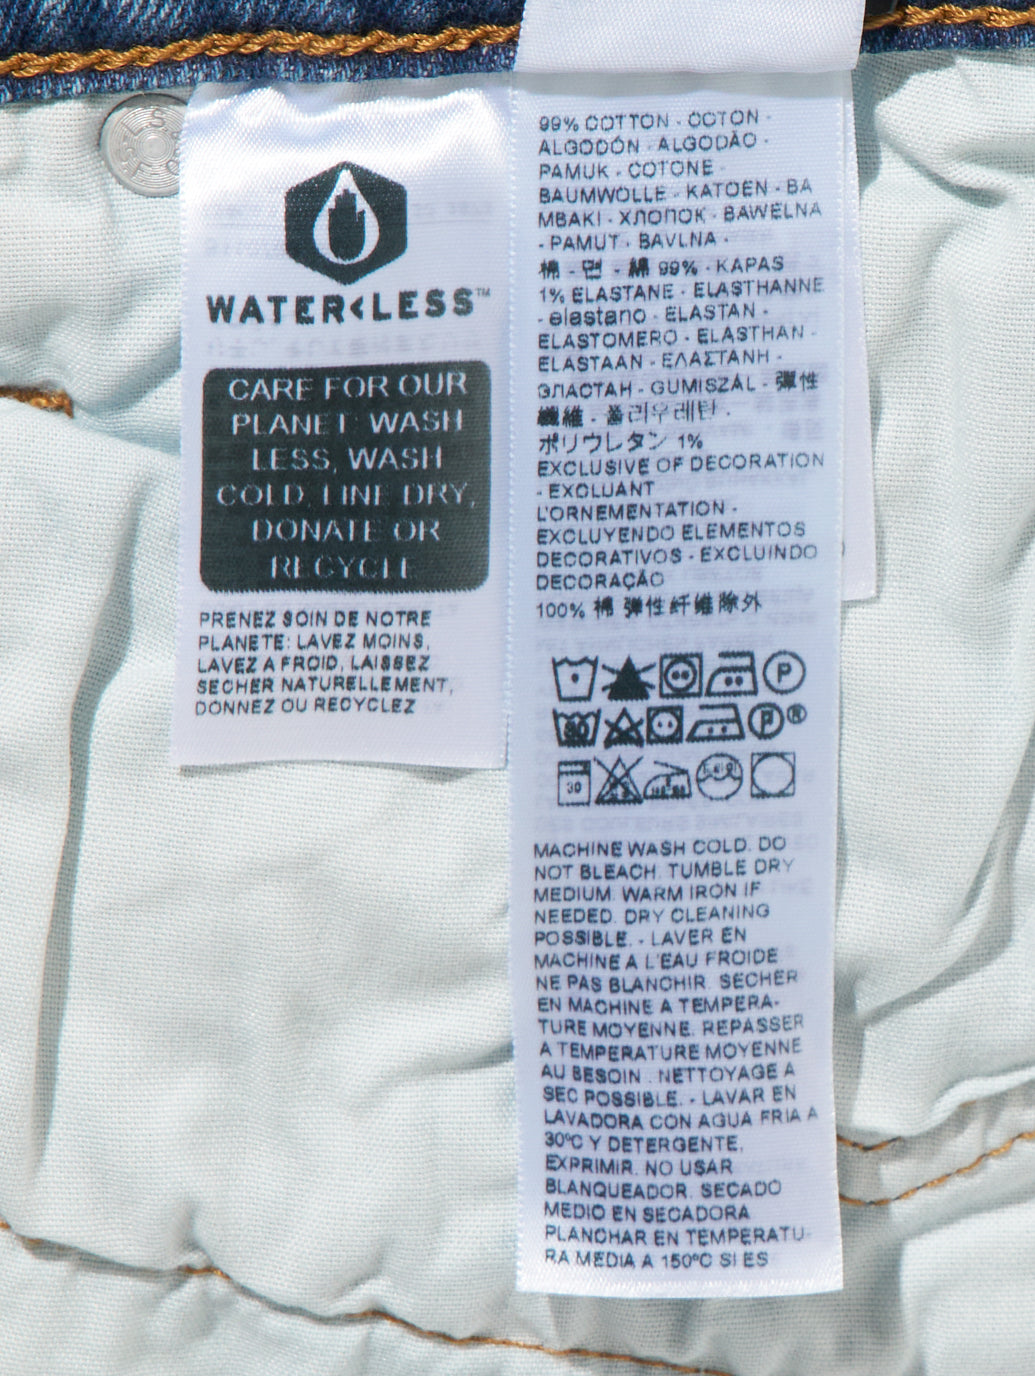 WATER<LESS™
CARE FOR OUR
PLANET: WASH
LESS, WASH
COLD, LINE DRY,
DONATE OR
RECYCLE
PRENEZ SOIN DE NOTRE
PLANETE: LAVEZ MOINS,
LAVEZ A FROID, LAISSEZ
SECHER NATURELLEMENT,
DONNEZ OU RECYCLEZ
99% COTTON - COTON -
ALGODÓN - ALGODÃO -
PAMUK - COTONE -
BAUMWOLLE - KATOEN - BA
MBAKI - ХЛОПОК - BAWELNA
- PAMUT - BAVLNA -
棉 - 면 - 綿 99% - KAPAS
1% ELASTANE - ELASTHANNE
- elastano - ELASTAN -
ELASTOMERO - ELASTHAN -
ELASTAAN - ΕΛΑΣΤΑΝΗ -
ЭЛАСТАН - GUMISZÁL - 彈性
纖維 - 폴리우레탄 -
ポリウレタン 1%
EXCLUSIVE OF DECORATION
- EXCLUANT
L'ORNEMENTATION -
EXCLUYENDO ELEMENTOS
DECORATIVOS - EXCLUINDO
DECORAÇÃO
100% 棉 弹性纤维除外
P
30 P ®
30
MACHINE WASH COLD. DO
NOT BLEACH. TUMBLE DRY
MEDIUM. WARM IRON IF
NEEDED. DRY CLEANING
POSSIBLE. - LAVER EN
MACHINE A L'EAU FROIDE
NE PAS BLANCHIR. SECHER
EN MACHINE A TEMPERA-
TURE MOYENNE. REPASSER
A TEMPERATURE MOYENNE
AU BESOIN . NETTOYAGE A
SEC POSSIBLE. - LAVAR EN
LAVADORA CON AGUA FRIA A
30ºC Y DETERGENTE,
EXPRIMIR. NO USAR
BLANQUEADOR. SECADO
MEDIO EN SECADORA
PLANCHAR EN TEMPERATU-
RA MEDIA A 150ºC SI ES